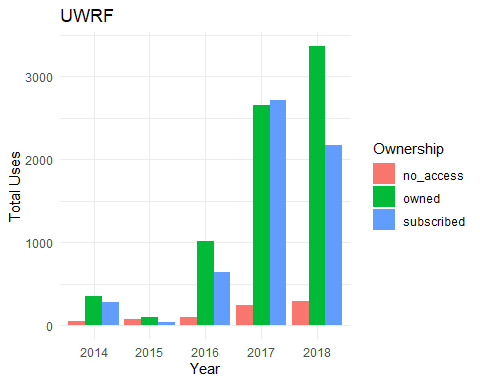 UWRF
Total Uses
3000
2000
1000
0
2014 2015 2016 2017 2018
Year
Ownership
no_access
owned
subscribed